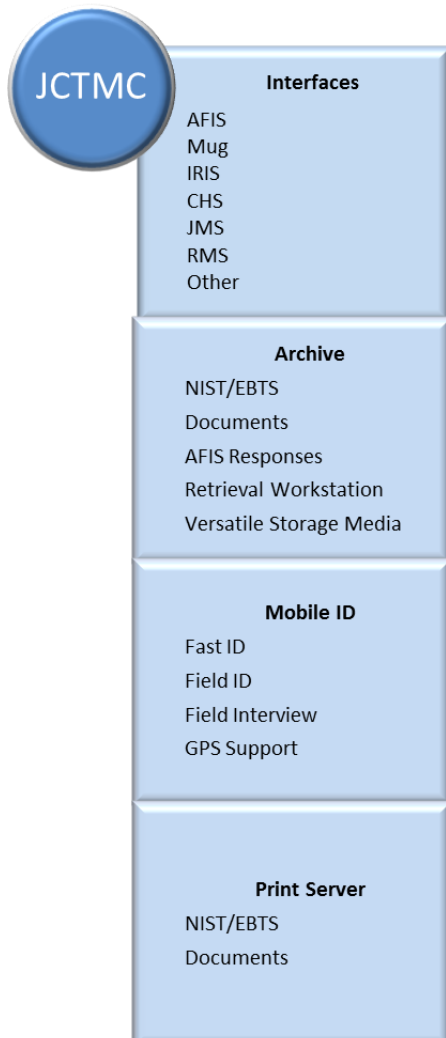 JCTMC
Interfaces
AFIS
Mug
IRIS
CHS
JMS
RMS
Other
Archive
NIST/EBTS
Documents
AFIS Responses
Retrieval Workstation
Versatile Storage Media
Mobile ID
Fast ID
Field ID
Field Interview
GPS Support
Print Server
NIST/EBTS
Documents